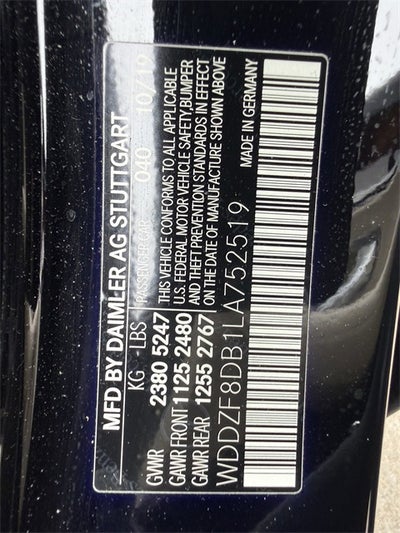 MFD BY DAIMLER AG STUTTGART
KG LBS PASSENGER CAR 040 10/19
GVWR 2380 5247
GAWR FRONT 1125 2480
GAWR REAR 1255 2767
THIS VEHICLE CONFORMS TO ALL APPLICABLE
U.S. FEDERAL MOTOR VEHICLE SAFETY/BUMPER
AND THEFT PREVENTION STANDARDS IN EFFECT
ON DATE OF MANUFACTURE SHOWN ABOVE
WDDZF8DB1LA752519 MADE IN GERMANY